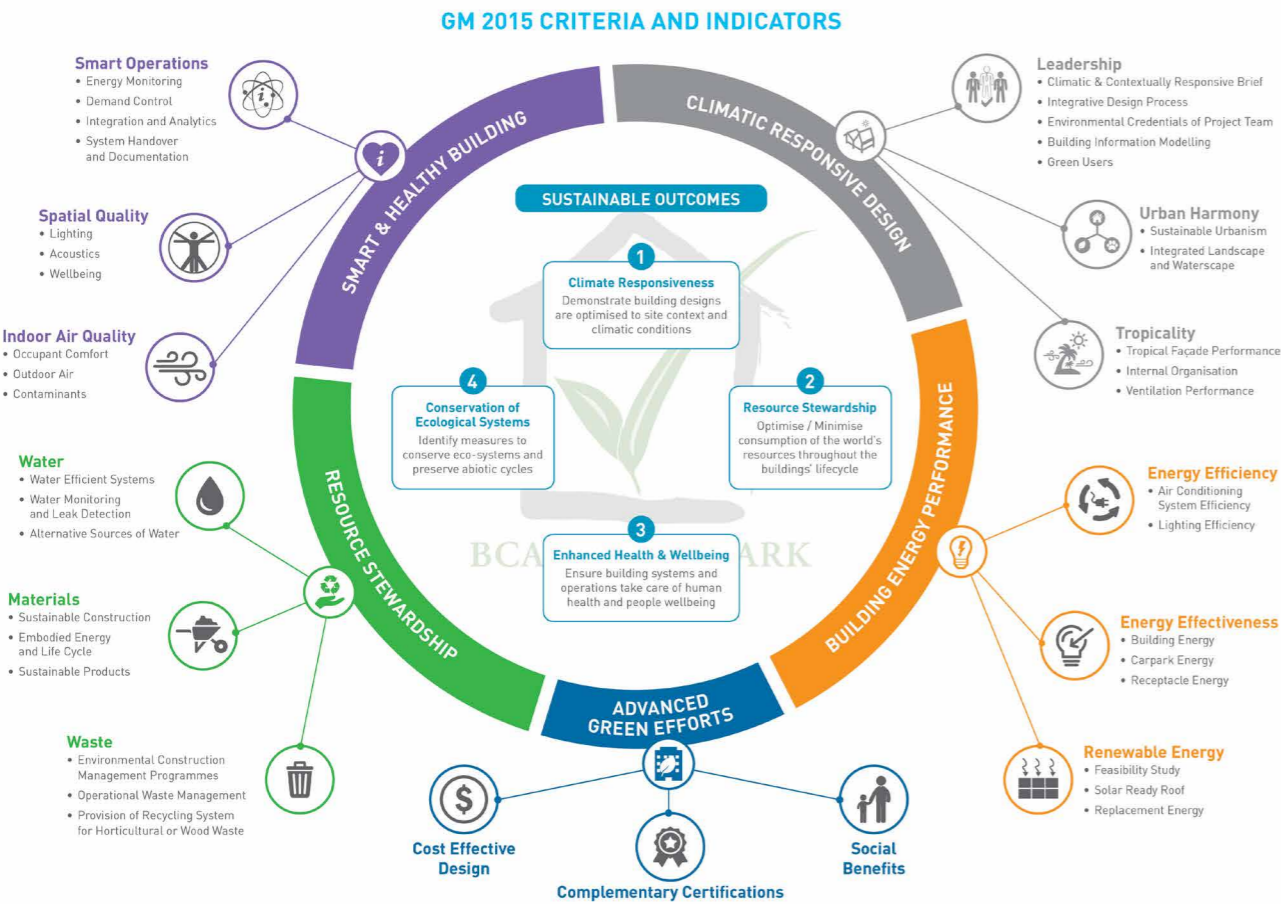 GM 2015 CRITERIA AND INDICATORS
Smart Operations
• Energy Monitoring
• Demand Control
• Integration and Analytics
• System Handover
and Documentation
Spatial Quality
• Lighting
• Acoustics
• Wellbeing
Indoor Air Quality
• Occupant Comfort
• Outdoor Air
• Contaminants
SMART & HEALTHY BUILDING
CLIMATIC RESPONSIVE DESIGN
Leadership
• Climatic & Contextually Responsive Brief
• Integrative Design Process
• Environmental Credentials of Project Team
• Building Information Modelling
• Green Users
Urban Harmony
• Sustainable Urbanism
• Integrated Landscape
and Waterscape
Tropicality
• Tropical Façade Performance
• Internal Organisation
• Ventilation Performance
SUSTAINABLE OUTCOMES
1
Climate Responsiveness
Demonstrate building designs
are optimised to site context and
climatic conditions
2
Resource Stewardship
Optimise / Minimise
consumption of the world's
resources throughout the
buildings' lifecycle
3
Enhanced Health & Wellbeing
Ensure building systems and
operations take care of human
health and people wellbeing
4
Conservation of
Ecological Systems
Identify measures to
conserve eco-systems and
preserve abiotic cycles
BCA
ARK
RESOURCE STEWARDSHIP
Water
• Water Efficient Systems
• Water Monitoring
and Leak Detection
• Alternative Sources of Water
Materials
• Sustainable Construction
• Embodied Energy
and Life Cycle
• Sustainable Products
Waste
• Environmental Construction
Management Programmes
• Operational Waste Management
• Provision of Recycling System
for Horticultural or Wood Waste
BUILDING ENERGY PERFORMANCE
Energy Efficiency
• Air Conditioning
System Efficiency
• Lighting Efficiency
Energy Effectiveness
• Building Energy
• Carpark Energy
• Receptacle Energy
Renewable Energy
• Feasibility Study
• Solar Ready Roof
• Replacement Energy
ADVANCED
GREEN EFFORTS
$
Cost Effective
Design
Complementary Certifications
Social
Benefits